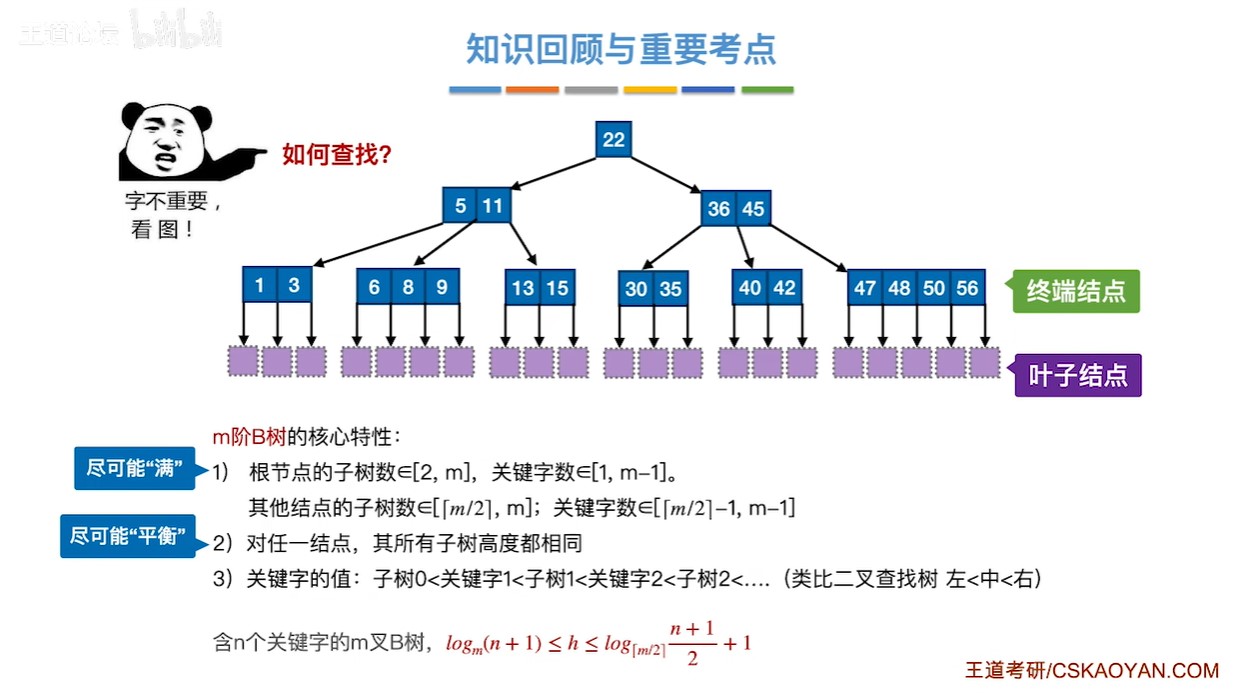 王道论坛 bilibili
知识回顾与重要考点
如何查找?
字不重要，
看 图！
22
5 11
36 45
1 3
6 8 9
13 15
30 35
40 42
47 48 50 56
终端结点
叶子结点
m阶B树的核心特性：
尽可能“满”
1） 根节点的子树数∈[2, m]，关键字数∈[1, m−1]。
其他结点的子树数∈[⌈m/2⌉, m]；关键字数∈[⌈m/2⌉−1, m−1]
尽可能“平衡”
2）对任一结点，其所有子树高度都相同
3）关键字的值：子树0<关键字1<子树1<关键字2<子树2<….（类比二叉查找树 左<中<右）
含n个关键字的m叉B树，log_m(n + 1) ≤ h ≤ log_⌈m/2⌉ (n + 1)/2 + 1
王道考研/CSKAOYAN.COM